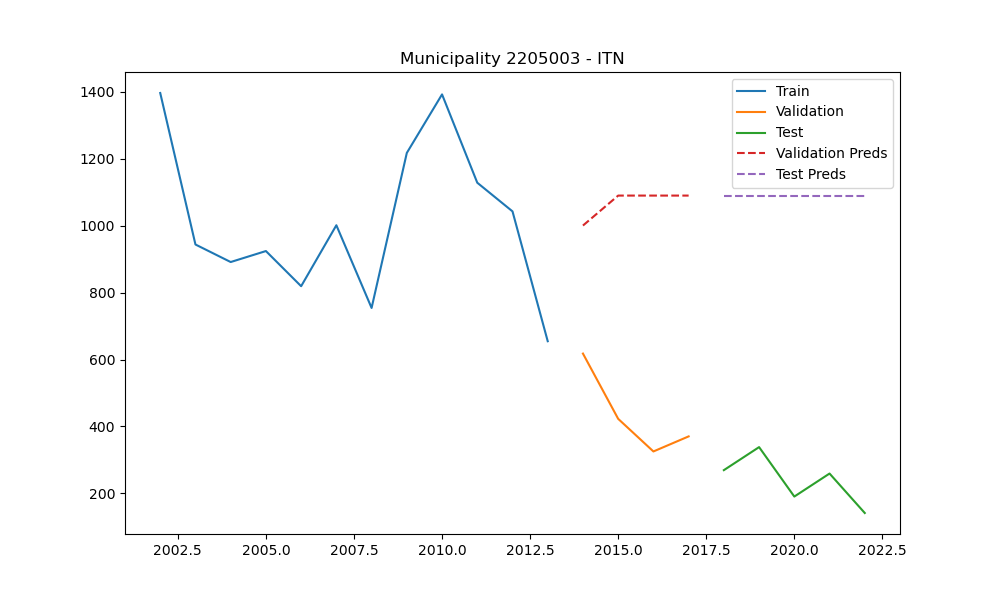 Municipality 2205003 - ITN
Train
Validation
Test
Validation Preds
Test Preds
1400
1200
1000
800
600
400
200
2002.5 2005.0 2007.5 2010.0 2012.5 2015.0 2017.5 2020.0 2022.5